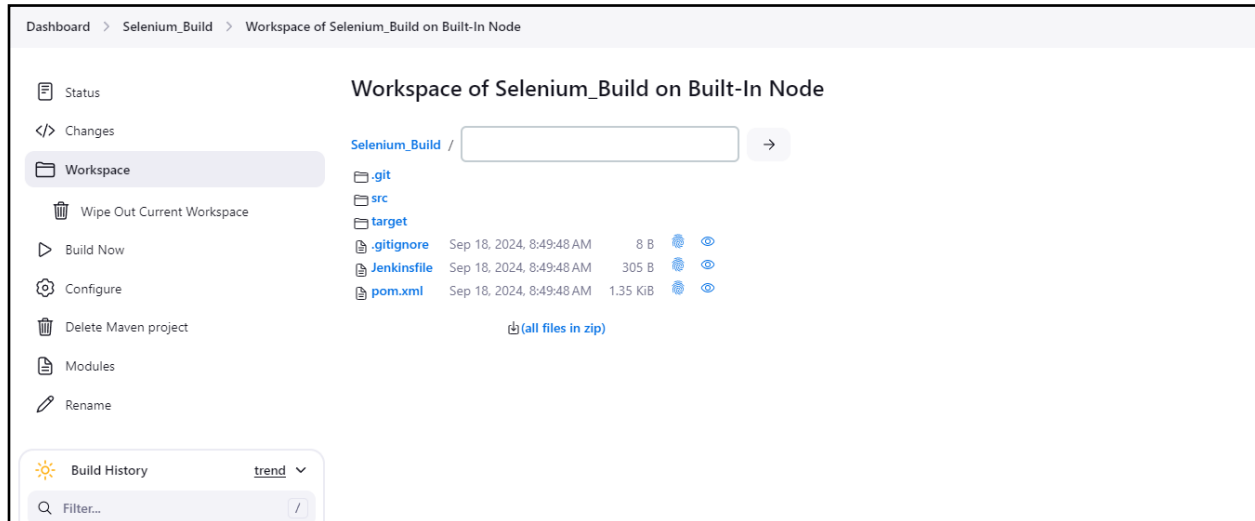 Dashboard > Selenium_Build > Workspace of Selenium_Build on Built-In Node
Status
</> Changes
Workspace
Wipe Out Current Workspace
Build Now
Configure
Delete Maven project
Modules
Rename
Build History trend
Filter... /
Workspace of Selenium_Build on Built-In Node
Selenium_Build /
.git
src
target
.gitignore Sep 18, 2024, 8:49:48 AM 8 B
Jenkinsfile Sep 18, 2024, 8:49:48 AM 305 B
pom.xml Sep 18, 2024, 8:49:48 AM 1.35 KiB
(all files in zip)